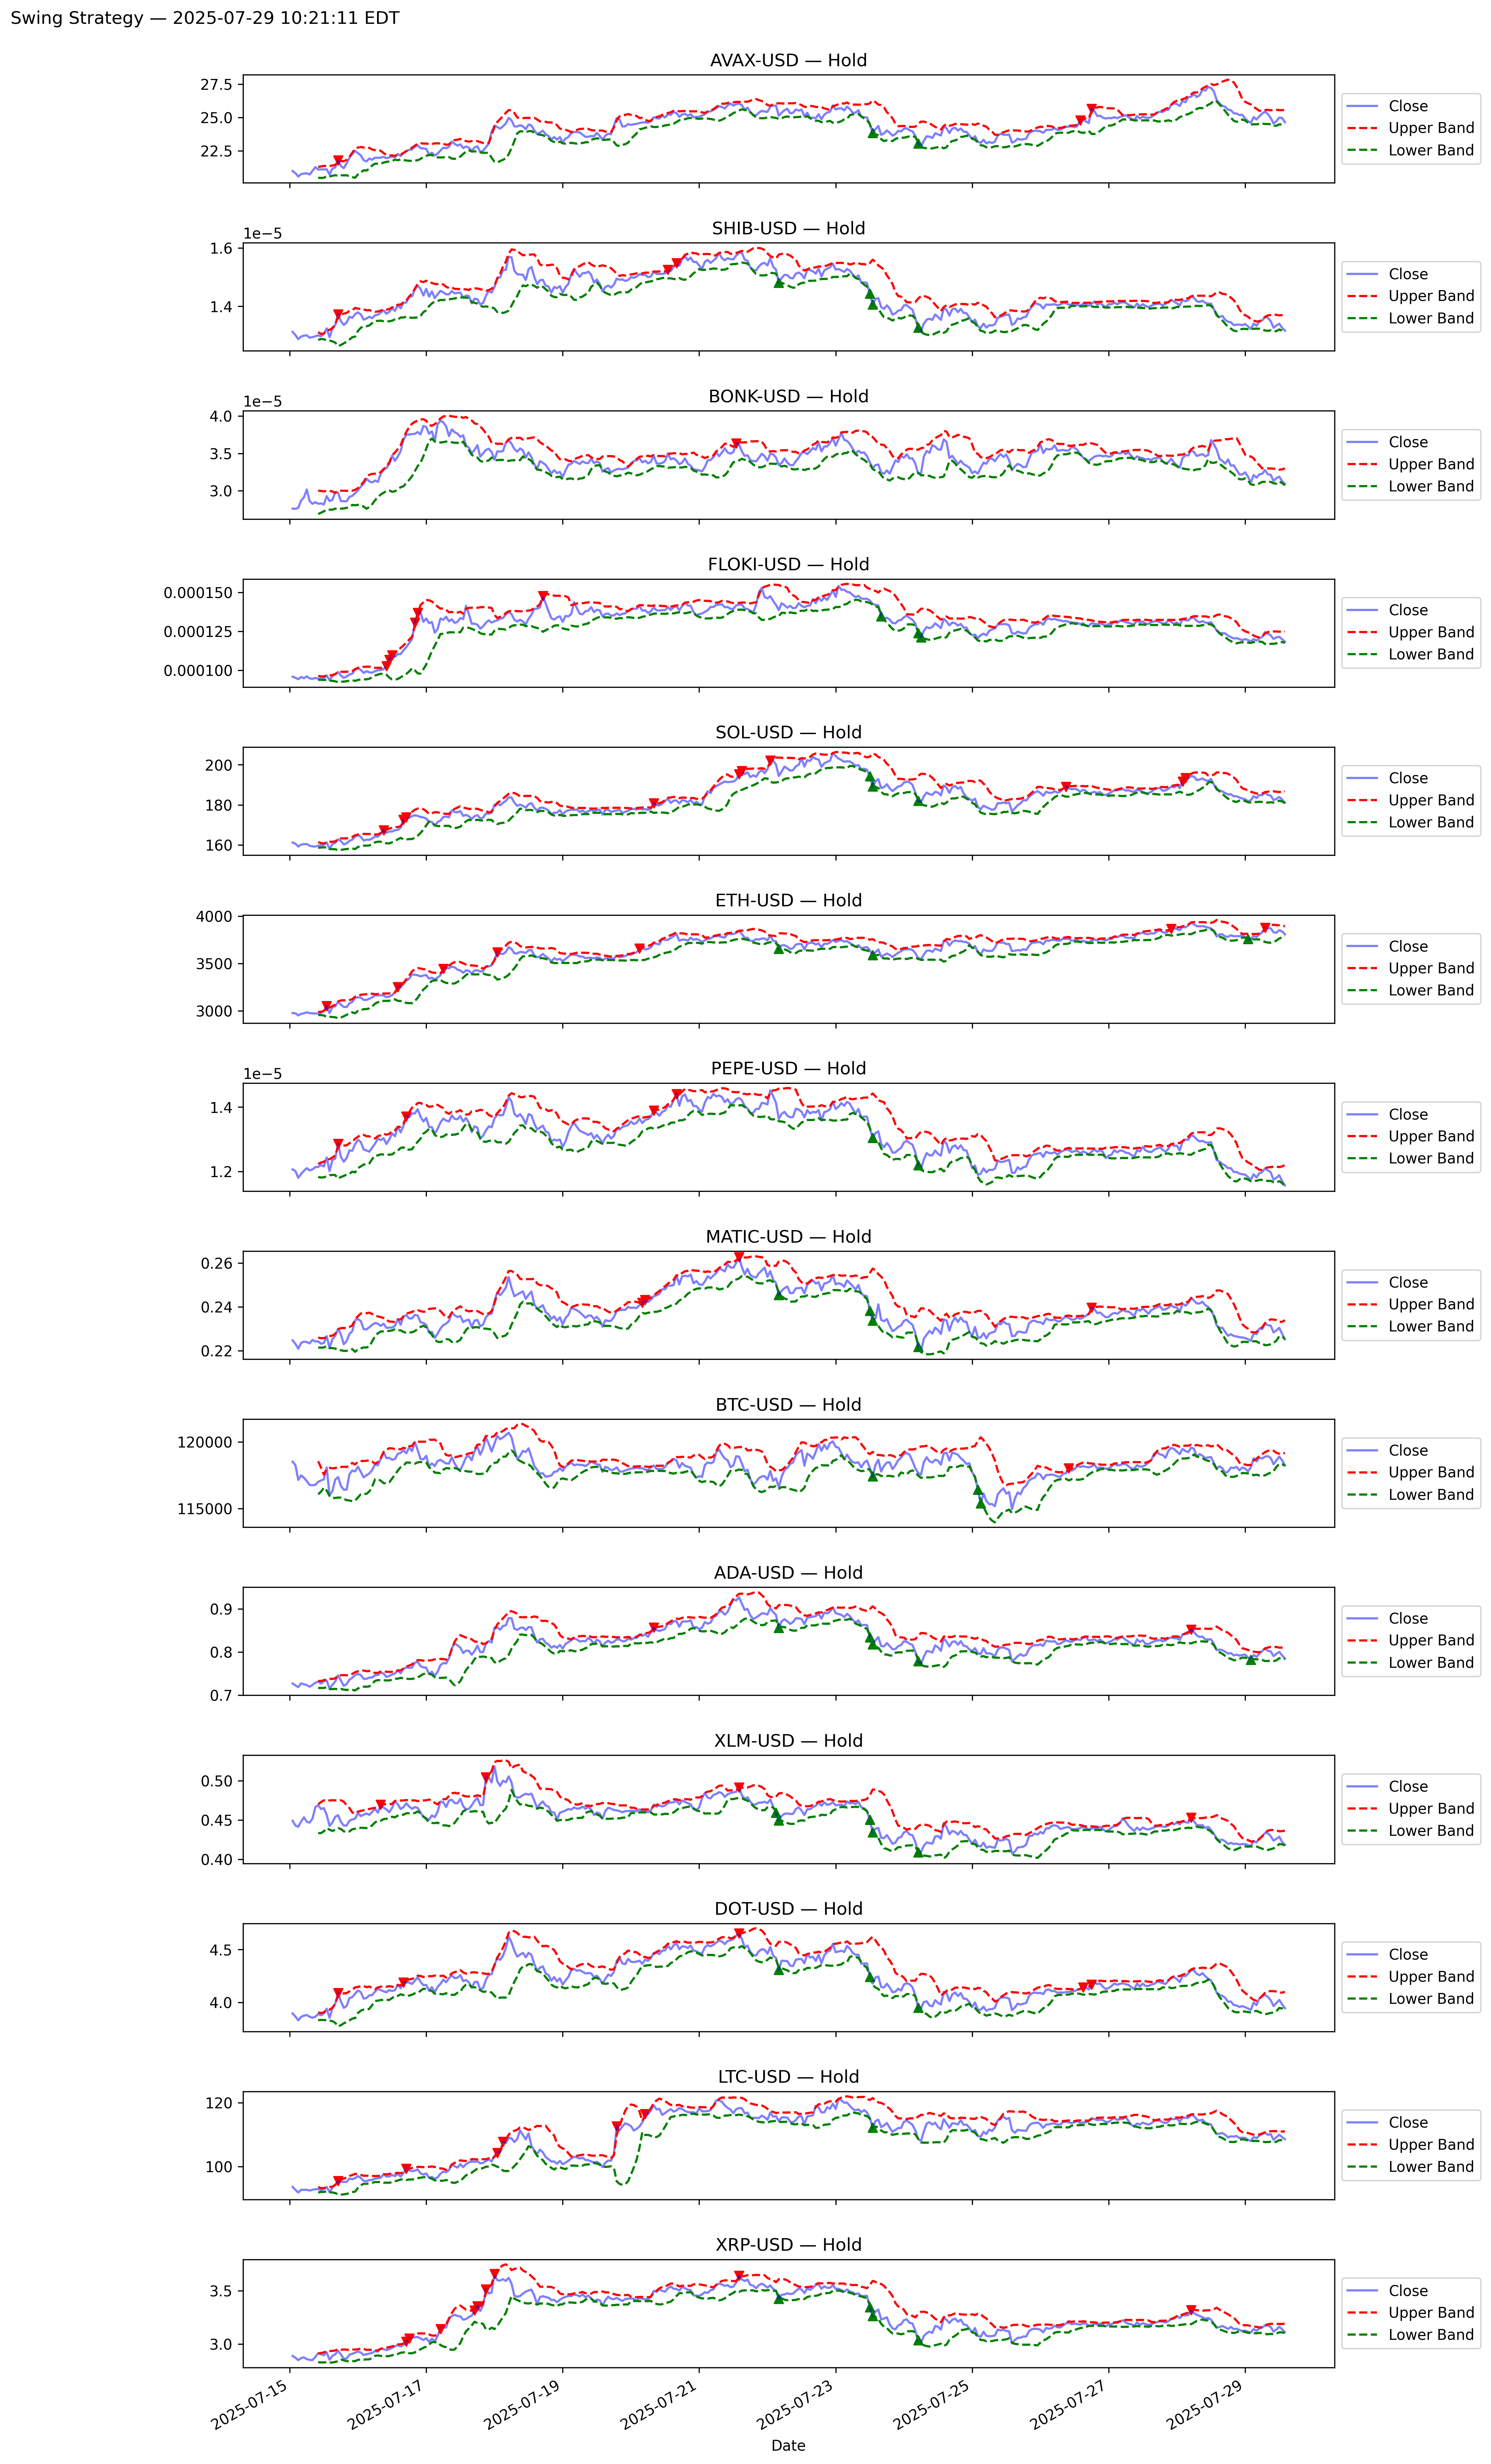 Swing Strategy — 2025-07-29 10:21:11 EDT
AVAX-USD — Hold
27.5
25.0
22.5
Close
Upper Band
Lower Band
SHIB-USD — Hold
1e−5
1.6
1.4
Close
Upper Band
Lower Band
BONK-USD — Hold
1e−5
4.0
3.5
3.0
Close
Upper Band
Lower Band
FLOKI-USD — Hold
0.000150
0.000125
0.000100
Close
Upper Band
Lower Band
SOL-USD — Hold
200
180
160
Close
Upper Band
Lower Band
ETH-USD — Hold
4000
3500
3000
Close
Upper Band
Lower Band
PEPE-USD — Hold
1e−5
1.4
1.2
Close
Upper Band
Lower Band
MATIC-USD — Hold
0.26
0.24
0.22
Close
Upper Band
Lower Band
BTC-USD — Hold
120000
115000
Close
Upper Band
Lower Band
ADA-USD — Hold
0.9
0.8
0.7
Close
Upper Band
Lower Band
XLM-USD — Hold
0.50
0.45
0.40
Close
Upper Band
Lower Band
DOT-USD — Hold
4.5
4.0
Close
Upper Band
Lower Band
LTC-USD — Hold
120
100
Close
Upper Band
Lower Band
XRP-USD — Hold
3.5
3.0
Close
Upper Band
Lower Band
2025-07-15
2025-07-17
2025-07-19
2025-07-21
2025-07-23
2025-07-25
2025-07-27
2025-07-29
Date